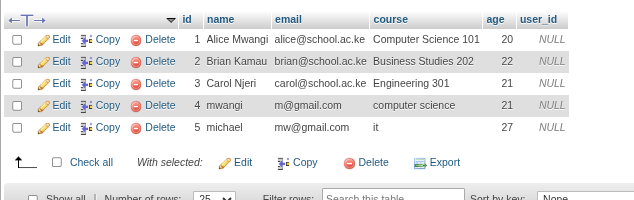 id name email course age user_id
Edit Copy Delete 1 Alice Mwangi alice@school.ac.ke Computer Science 101 20 NULL
Edit Copy Delete 2 Brian Kamau brian@school.ac.ke Business Studies 202 22 NULL
Edit Copy Delete 3 Carol Njeri carol@school.ac.ke Engineering 301 21 NULL
Edit Copy Delete 4 mwangi m@gmail.com computer science 21 NULL
Edit Copy Delete 5 michael mw@gmail.com it 27 NULL
Check all With selected: Edit Copy Delete Export
Show all Number of rows: 25 Filter rows: Search this table Sort by key: None